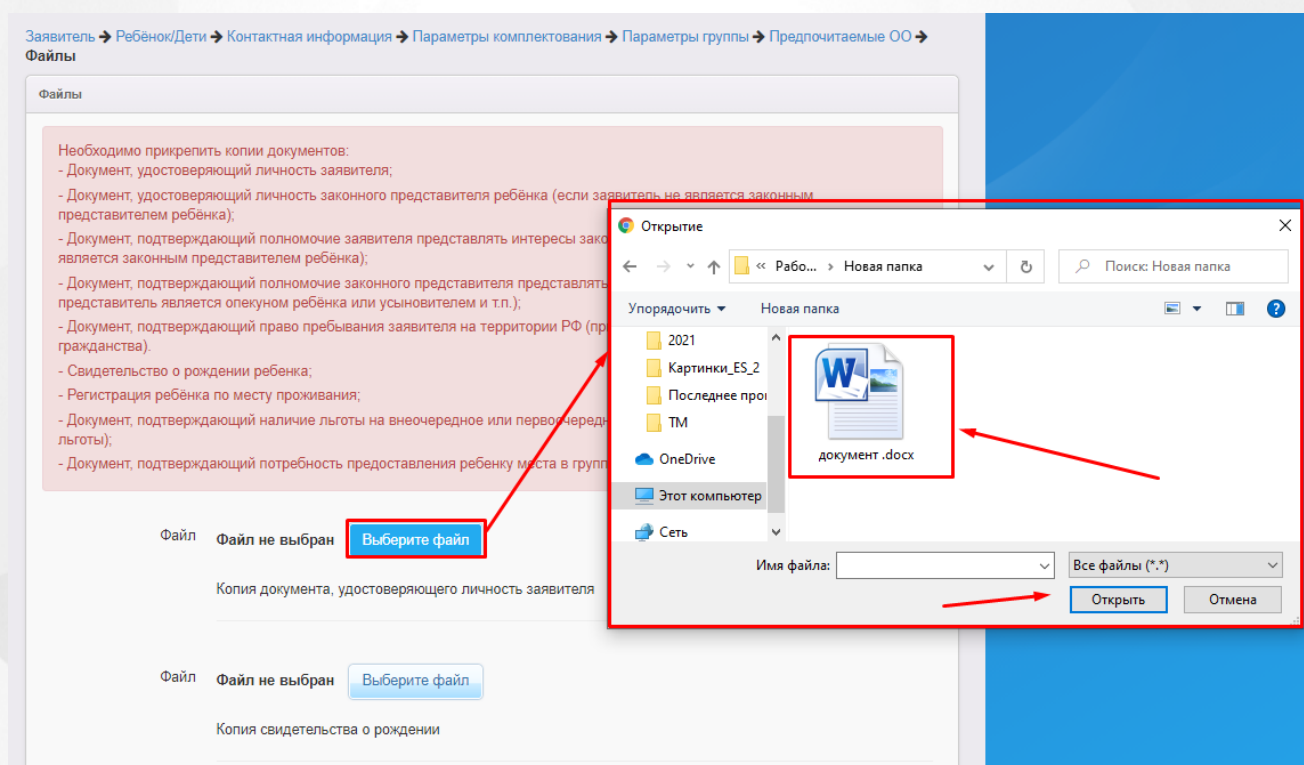 Заявитель → Ребёнок/Дети → Контактная информация → Параметры комплектования → Параметры группы → Предпочитаемые ОО →
Файлы
Файлы
Необходимо прикрепить копии документов:
- Документ, удостоверяющий личность заявителя;
- Документ, удостоверяющий личность законного представителя ребёнка (если заявитель не является законным
представителем ребёнка);
- Документ, подтверждающий полномочие заявителя представлять интересы
является законным представителем ребёнка);
- Документ, подтверждающий полномочие законного представителя представлять
представитель является опекуном ребёнка или усыновителем и т.п.);
- Документ, подтверждающий право пребывания заявителя на территории РФ
гражданства).
- Свидетельство о рождении ребенка;
- Регистрация ребёнка по месту проживания;
- Документ, подтверждающий наличие льготы на внеочередное или
льготы);
- Документ, подтверждающий потребность предоставления ребенку места в
Файл
Файл не выбран
Выберите файл
Копия документа, удостоверяющего личность заявителя
Файл
Файл не выбран
Выберите файл
Копия свидетельства о рождении
Открытие
« Рабо... › Новая папка
Поиск: Новая папка
Упорядочить
Новая папка
2021
Картинки_ES_2
Последнее
ТМ
OneDrive
Этот компьютер
Сеть
документ .docx
Имя файла:
Все файлы (*.*)
Открыть
Отмена